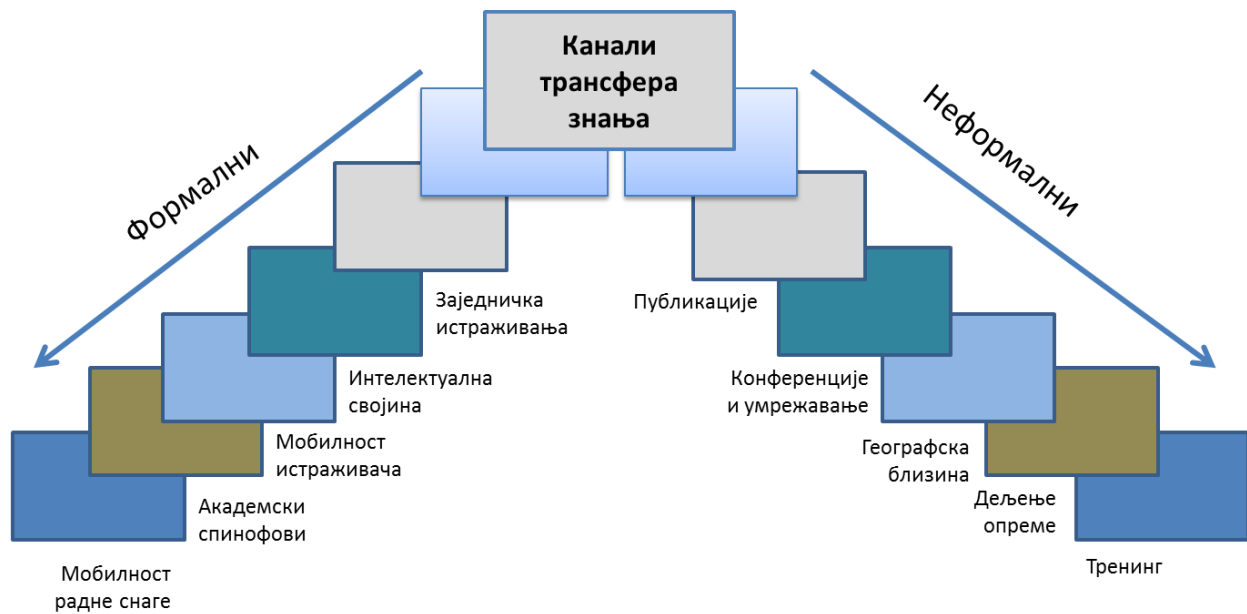 Канали
трансфера
знања
Формални
Неформални
Заједничка
истраживања
Интелектуална
својина
Мобилност
истраживача
Академски
спинофови
Мобилност
радне снаге
Публикације
Конференције
и умрежавање
Географска
близина
Дељење
опреме
Тренинг